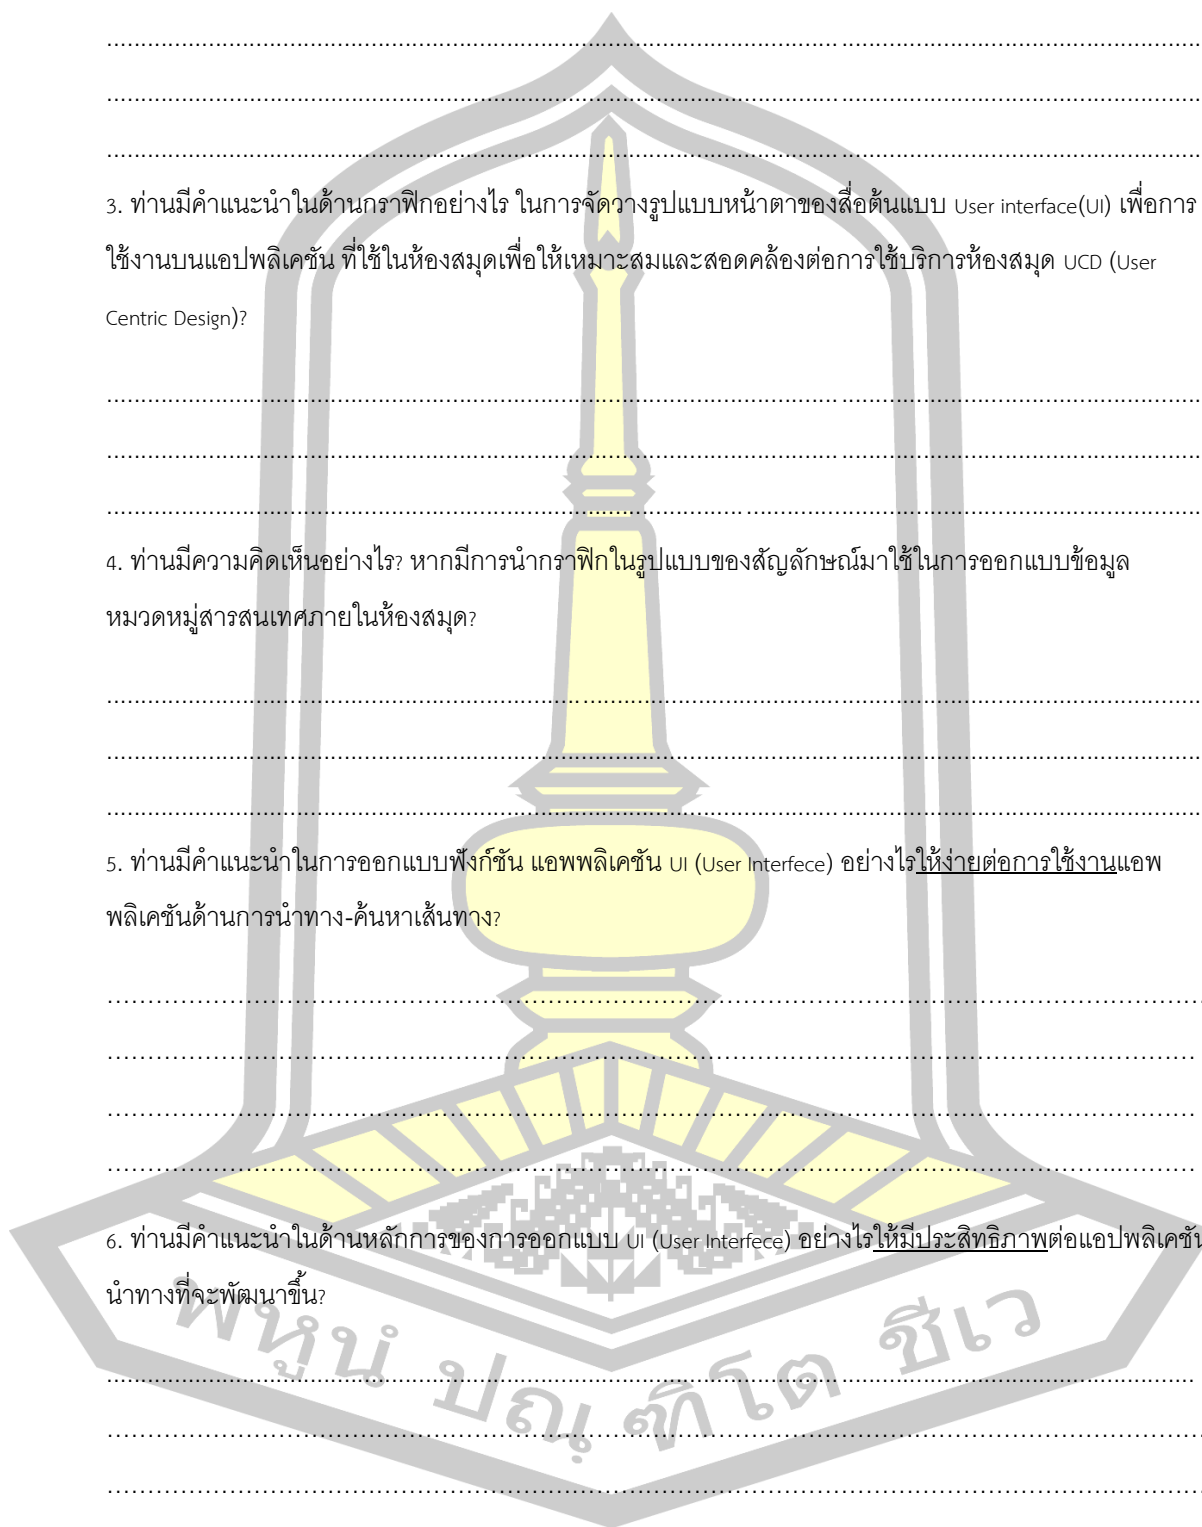 3. ท่านมีคำแนะนำในด้านกราฟิกอย่างไร ในการจัดวางรูปแบบหน้าตาของสื่อต้นแบบ User interface(UI) เพื่อการ
ใช้งานบนแอปพลิเคชัน ที่ใช้ในห้องสมุดเพื่อให้เหมาะสมและสอดคล้องต่อการใช้บริการห้องสมุด UCD (User
Centric Design)?
4. ท่านมีความคิดเห็นอย่างไร? หากมีการนำกราฟิกในรูปแบบของสัญลักษณ์มาใช้ในการออกแบบข้อมูล
หมวดหมู่สารสนเทศภายในห้องสมุด?
5. ท่านมีคำแนะนำในการออกแบบฟังก์ชัน แอพพลิเคชัน UI (User Interfece) อย่างไรให้ง่ายต่อการใช้งานแอพ
พลิเคชันด้านการนำทาง-ค้นหาเส้นทาง?
6. ท่านมีคำแนะนำในด้านหลักการของการออกแบบ UI (User Interfece) อย่างไรให้มีประสิทธิภาพต่อแอปพลิเคชัน
นำทางที่จะพัฒนาขึ้น?
พหูนํ ปณฺฑิโต ชีเว